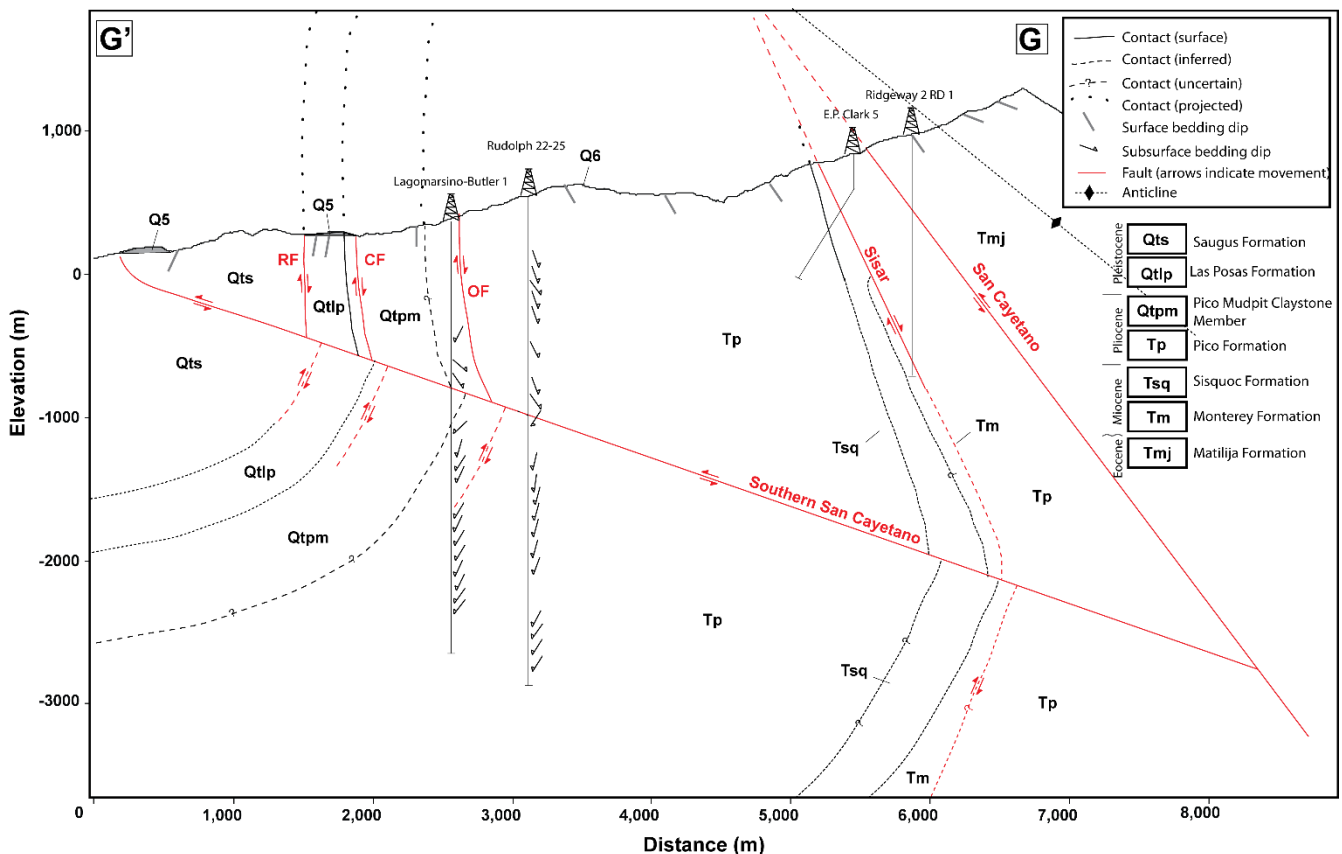 G'
G
Contact (surface)
Contact (inferred)
?
Contact (uncertain)
Contact (projected)
Surface bedding dip
Subsurface bedding dip
Fault (arrows indicate movement)
Anticline
Pleistocene
Qts
Saugus Formation
Qtlp
Las Posas Formation
Pliocene
Qtpm
Pico Mudpit Claystone
Member
Tp
Pico Formation
Miocene
Tsq
Sisquoc Formation
Tm
Monterey Formation
Eocene
Tmj
Matilija Formation
Ridgeway 2 RD 1
E.P. Clark 5
Rudolph 22-25
Lagomarsino-Butler 1
Q6
Q5
Q5
1,000
0
-1000
-2000
-3000
Elevation (m)
Qts
RF
Qtlp
CF
Qtpm
?
OF
Tp
Sisar
Tmj
San Cayetano
Qts
Tsq
Tm
?
Tp
Qtlp
Southern San Cayetano
Qtpm
?
?
Tp
?
Tsq
?
?
Tp
Tm
0
1,000
2,000
3,000
4,000
5,000
6,000
7,000
8,000
Distance (m)